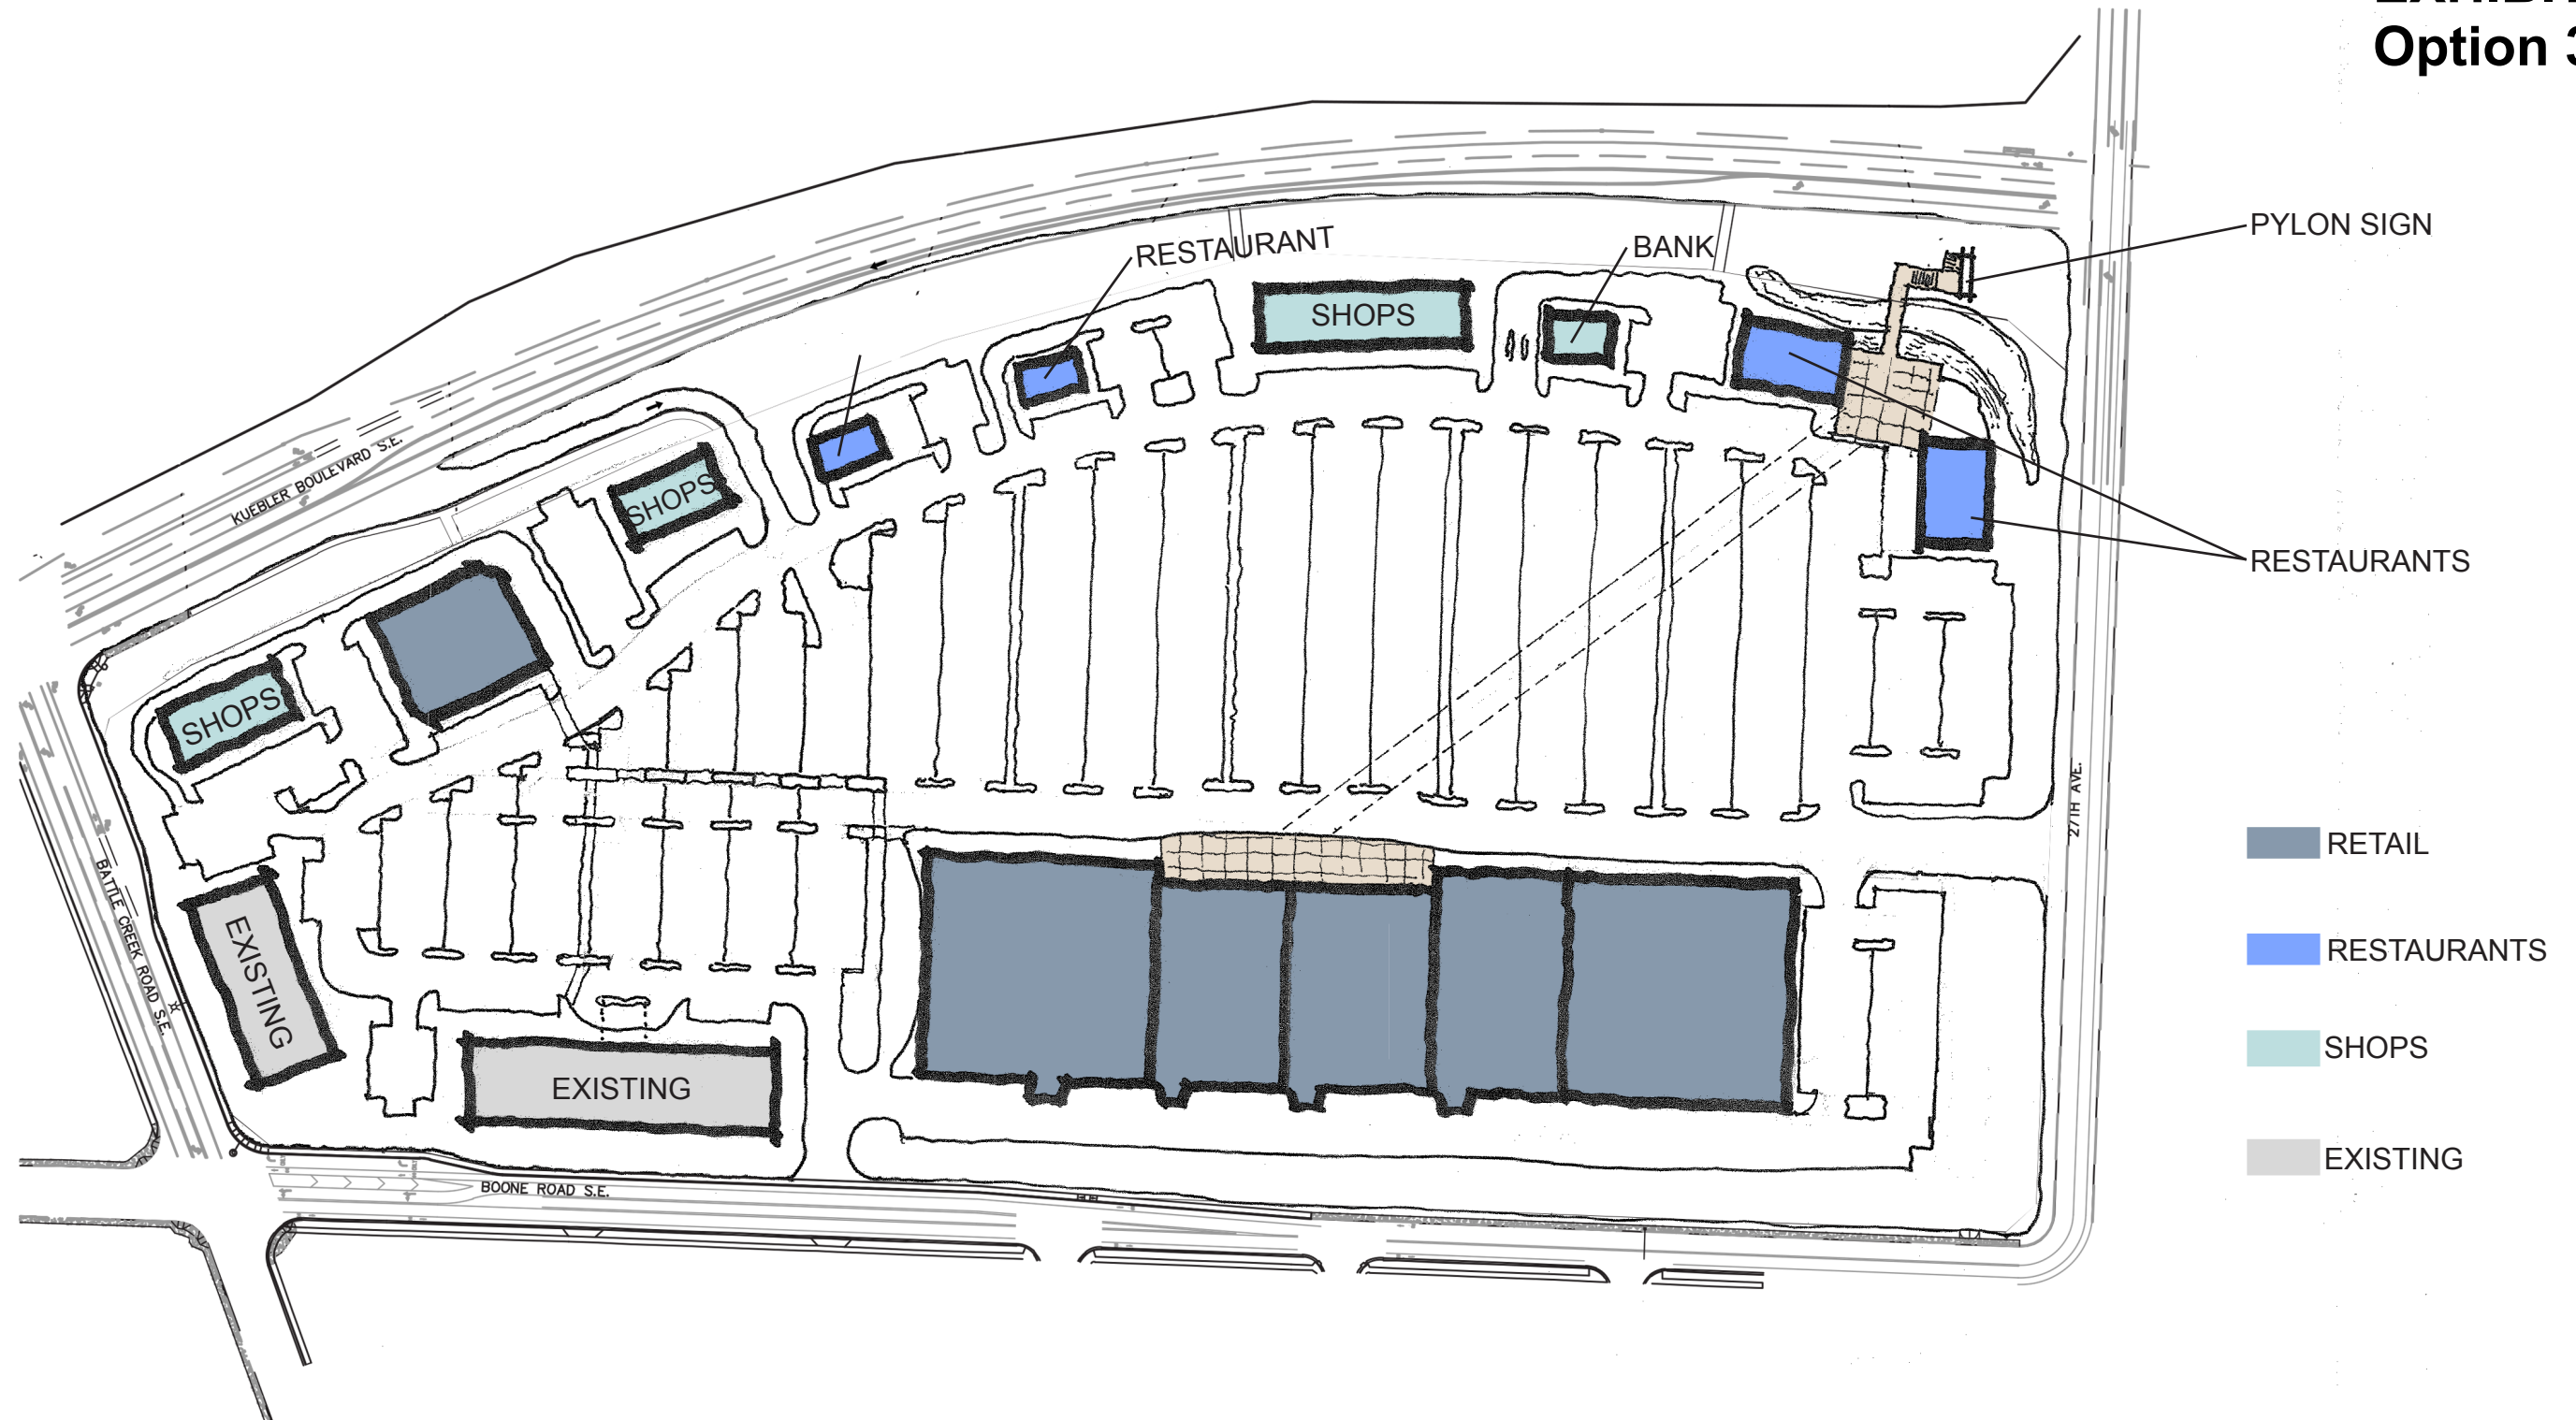 Option 3
PYLON SIGN
RESTAURANT
BANK
SHOPS
KUEBLER BOULEVARD S.E.
SHOPS
RESTAURANTS
SHOPS
27TH AVE.
RETAIL
BATTLE CREEK ROAD S.E.
EXISTING
RESTAURANTS
EXISTING
SHOPS
EXISTING
BOONE ROAD S.E.